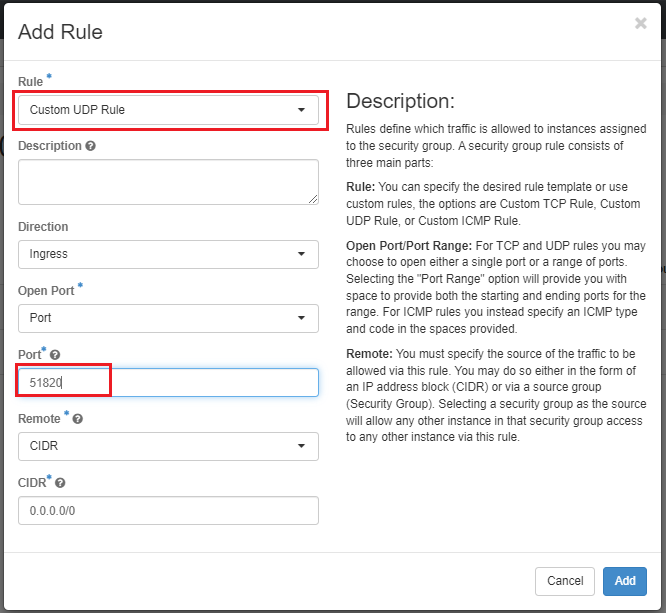 Add Rule
×
Rule *
Custom UDP Rule
Description
Direction
Ingress
Open Port *
Port
Port*
51820
Remote *
CIDR
CIDR*
0.0.0.0/0
Description:
Rules define which traffic is allowed to instances assigned
to the security group. A security group rule consists of
three main parts:
Rule: You can specify the desired rule template or use
custom rules, the options are Custom TCP Rule, Custom
UDP Rule, or Custom ICMP Rule.
Open Port/Port Range: For TCP and UDP rules you may
choose to open either a single port or a range of ports.
Selecting the "Port Range" option will provide you with
space to provide both the starting and ending ports for the
range. For ICMP rules you instead specify an ICMP type
and code in the spaces provided.
Remote: You must specify the source of the traffic to be
allowed via this rule. You may do so either in the form of
an IP address block (CIDR) or via a source group
(Security Group). Selecting a security group as the source
will allow any other instance in that security group access
to any other instance via this rule.
Cancel
Add